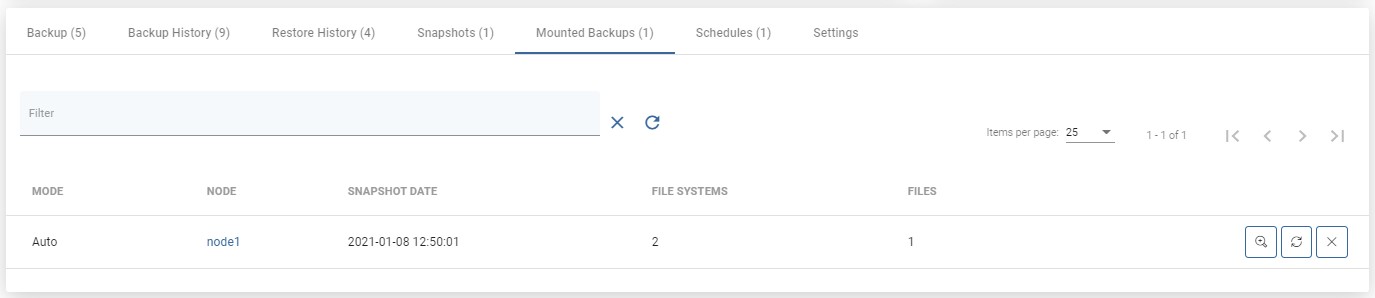 Backup (5) Backup History (9) Restore History (4) Snapshots (1) Mounted Backups (1) Schedules (1) Settings
Filter
Items per page: 25 1 - 1 of 1
MODE NODE SNAPSHOT DATE FILE SYSTEMS FILES
Auto node1 2021-01-08 12:50:01 2 1